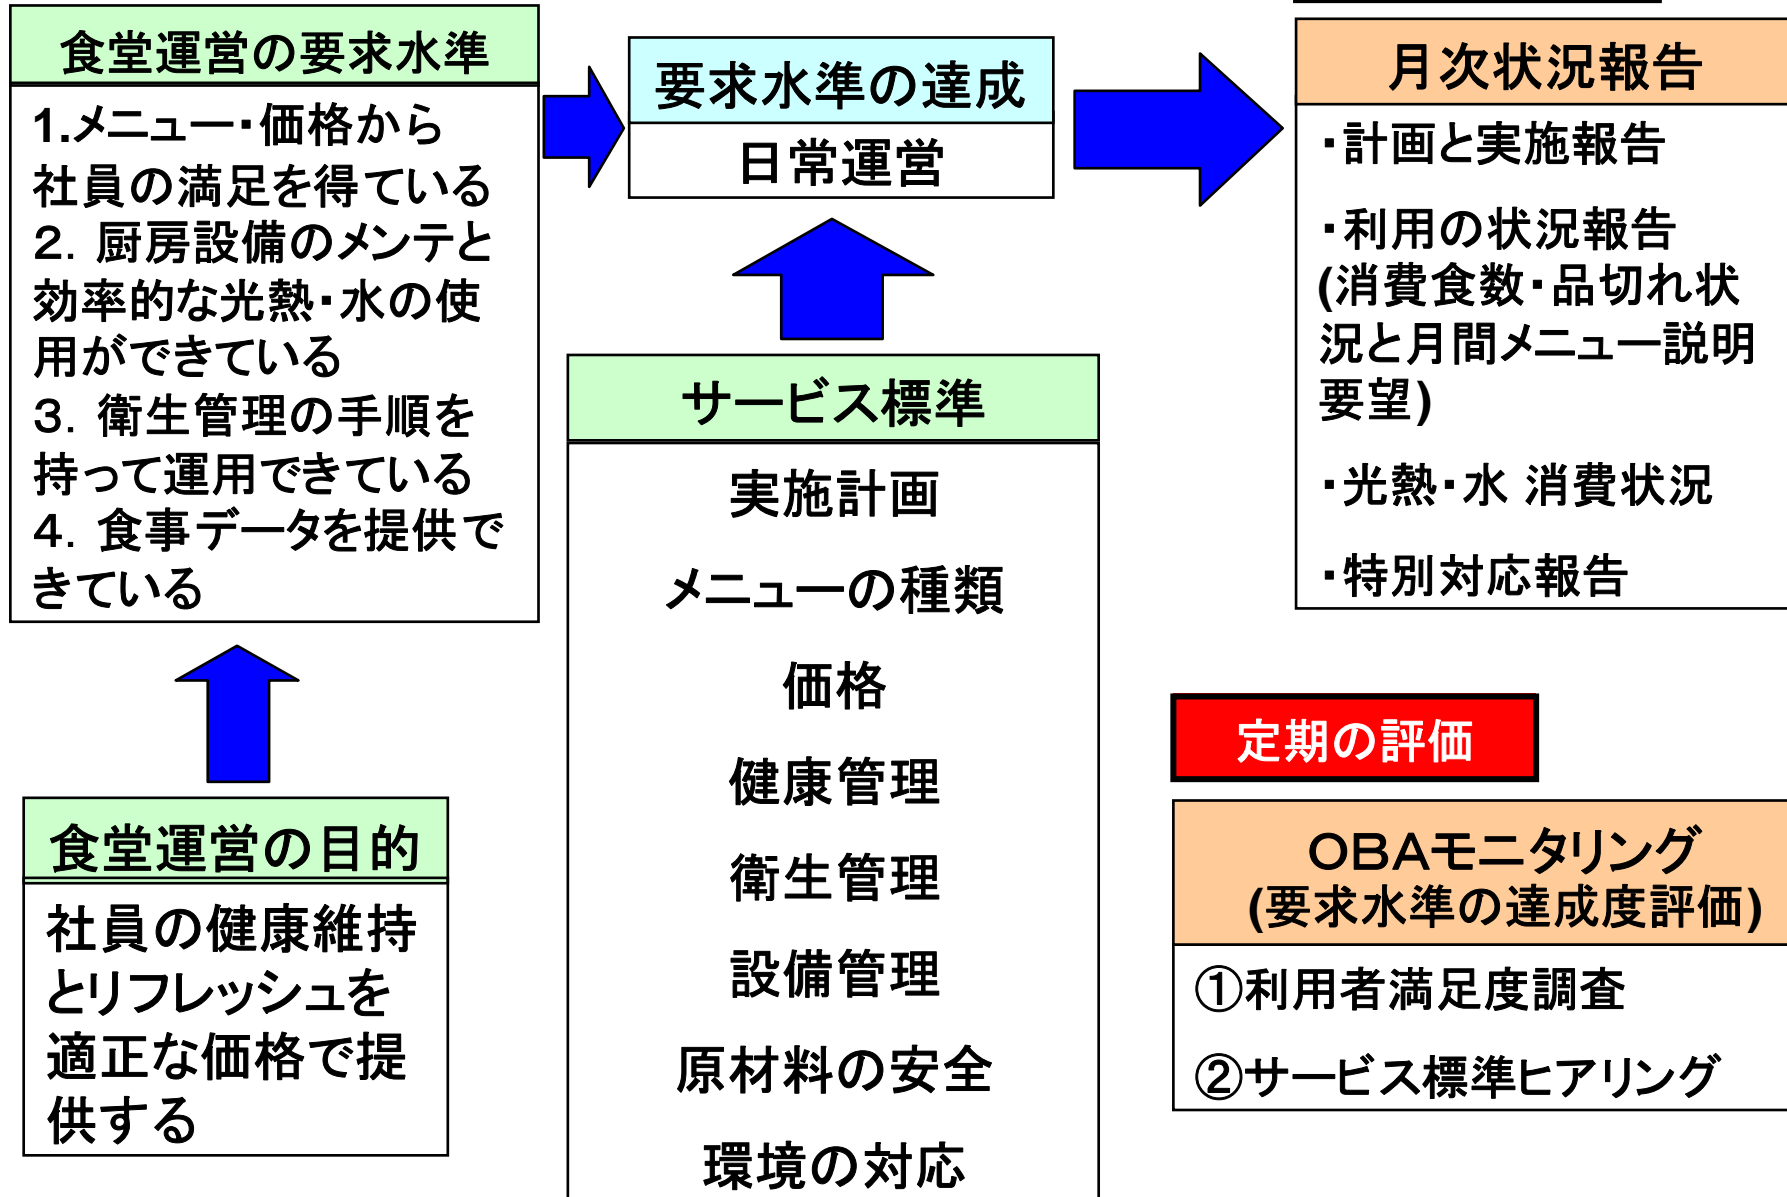 食堂運営の要求水準
1.メニュー・価格から
社員の満足を得ている
２．厨房設備のメンテと
効率的な光熱・水の使
用ができている
３．衛生管理の手順を
持って運用できている
４．食事データを提供で
きている
食堂運営の目的
社員の健康維持
とリフレッシュを
適正な価格で提
供する
要求水準の達成
日常運営
サービス標準
実施計画
メニューの種類
価格
健康管理
衛生管理
設備管理
原材料の安全
環境の対応
月次状況報告
・計画と実施報告
・利用の状況報告
(消費食数・品切れ状
況と月間メニュー説明
要望)
・光熱・水 消費状況
・特別対応報告
定期の評価
ＯＢＡモニタリング
(要求水準の達成度評価)
①利用者満足度調査
②サービス標準ヒアリング